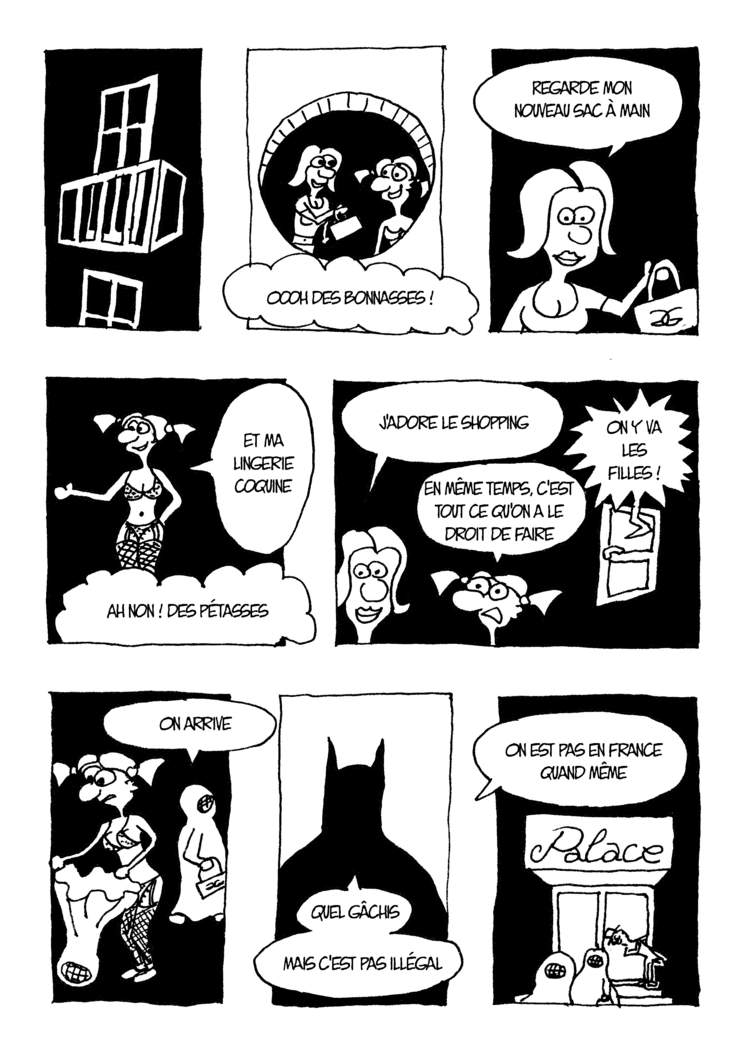 REGARDE MON
NOUVEAU SAC À MAIN
OOOH DES BONNASSES !
ET MA
LINGERIE
COQUINE
AH NON ! DES PÉTASSES
J'ADORE LE SHOPPING
EN MÊME TEMPS, C'EST
TOUT CE QU'ON A LE
DROIT DE FAIRE
ON Y VA
LES
FILLES !
ON ARRIVE
QUEL GÂCHIS
MAIS C'EST PAS ILLÉGAL
ON EST PAS EN FRANCE
QUAND MÊME
Palace